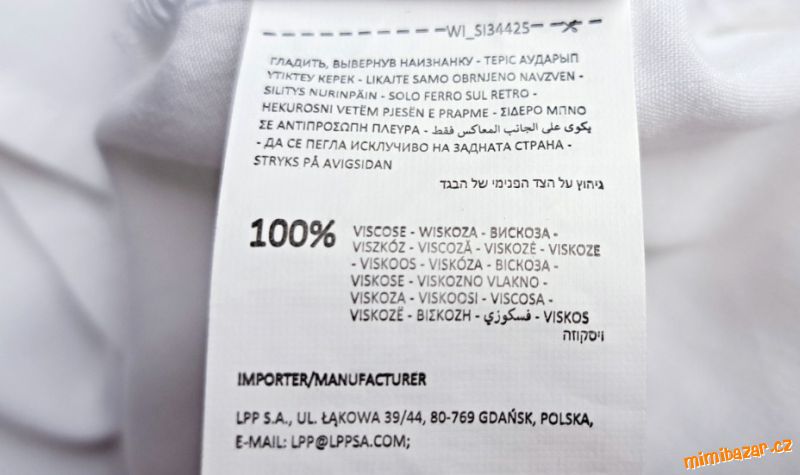 WI_SI34425
ГЛАДИТЬ, ВЫВЕРНУВ НАИЗНАНКУ - ТЕРІС АУДАРЫП
ҮТІКТЕУ КЕРЕК - LIKAJTE SAMO OBRNJENO NAVZVEN -
SILITYS NURINPÄIN - SOLO FERRO SUL RETRO -
HEKUROSNI VETËM PJESËN E PRAPME - ΣΙΔΕΡΟ ΜΠΝΟ
ΣΕ ΑΝΤΙΠΡΟΣΩΠΗ ΠΛΕΥΡΑ - يكوى على الجانب المعاكس فقط
- ДА СЕ ПЕГЛА ИСКЛУЧИВО НА ЗАДНАТА СТРАНА -
STRYKS PÅ AVIGSIDAN
גיהוץ על הצד הפנימי של הבגד
100% VISCOSE - WISKOZA - ВИСКОЗА -
VISZKÓZ - VISCOZĂ - VISKOZĖ - VISKOZE
- VISKOOS - VISKÓZA - ВІСКОЗА -
VISKOSE - VISKOZNO VLAKNO -
VISKOZA - VISKOOSI - VISCOSA -
VISKOZË - ΒΙΣΚΟΖΗ - فسكوزي - VISKOS
ויסקוזה
IMPORTER/MANUFACTURER
LPP S.A., UL. ŁĄKOWA 39/44, 80-769 GDAŃSK, POLSKA,
E-MAIL: LPP@LPPSA.COM;
mimibazar.cz